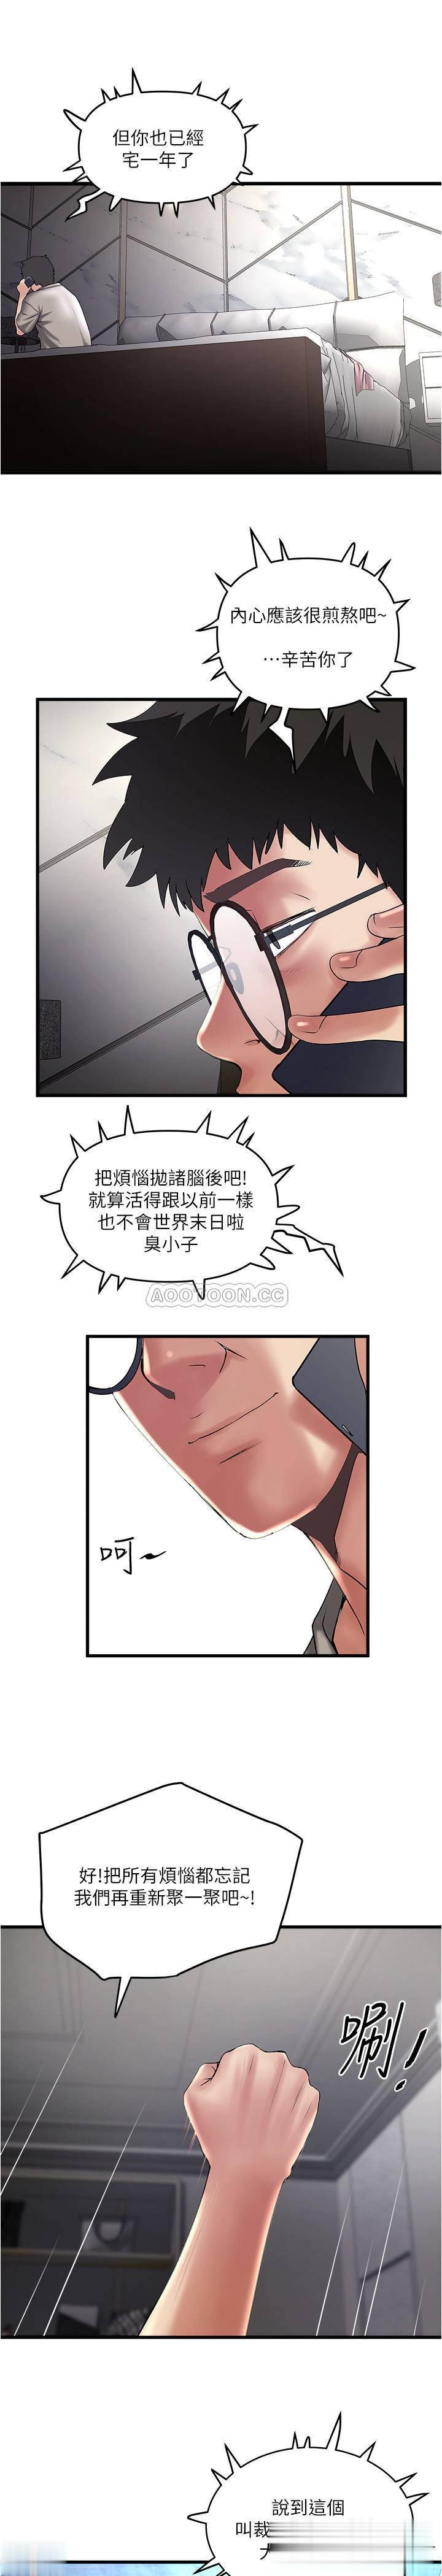 但你也已經
宅一年了
內心應該很煎熬吧~
…辛苦你了
把煩惱拋諸腦後吧!
就算活得跟以前一樣
也不會世界末日啦
臭小子
AOOTOON.CC
呵~
好!把所有煩惱都忘記
我們再重新聚一聚吧~!
唰!
說到這個
叫裁